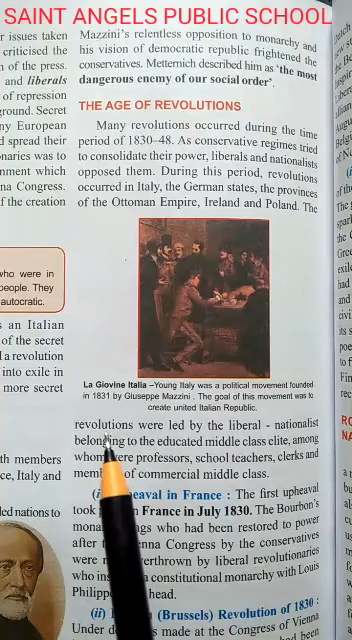 SAINT ANGELS PUBLIC SCHOOL
r issues taken
criticised the
n of the press.
and liberals
of repression
ground. Secret
ny European
d spread their
naries was to
nment which
na Congress.
f the creation
who were in
people. They
autocratic.
s an Italian
of the secret
d a revolution
into exile in
more secret
th members
ce, Italy and
ded nations to
Mazzini's relentless opposition to monarchy and
his vision of democratic republic frightened the
conservatives. Metternich described him as 'the most
dangerous enemy of our social order'.
THE AGE OF REVOLUTIONS
Many revolutions occurred during the time
period of 1830–48. As conservative regimes tried
to consolidate their power, liberals and nationalists
opposed them. During this period, revolutions
occurred in Italy, the German states, the provinces
of the Ottoman Empire, Ireland and Poland. The
La Giovine Italia –Young Italy was a political movement founded
in 1831 by Giuseppe Mazzini . The goal of this movement was to
create united Italian Republic.
revolutions were led by the liberal - nationalist
belonging to the educated middle class elite, among
whom were professors, school teachers, clerks and
mem of commercial middle class.
(i) heaval in France : The first upheaval
took in France in July 1830. The Bourbon's
mona ngs who had been restored to power
after enna Congress by the conservatives
were verthrown by liberal revolutionaries
who ins constitutional monarchy with Louis
Philipp head.
(ii) (Brussels) Revolution of 1830 :
Under s made at the Congress of Vienna
had been